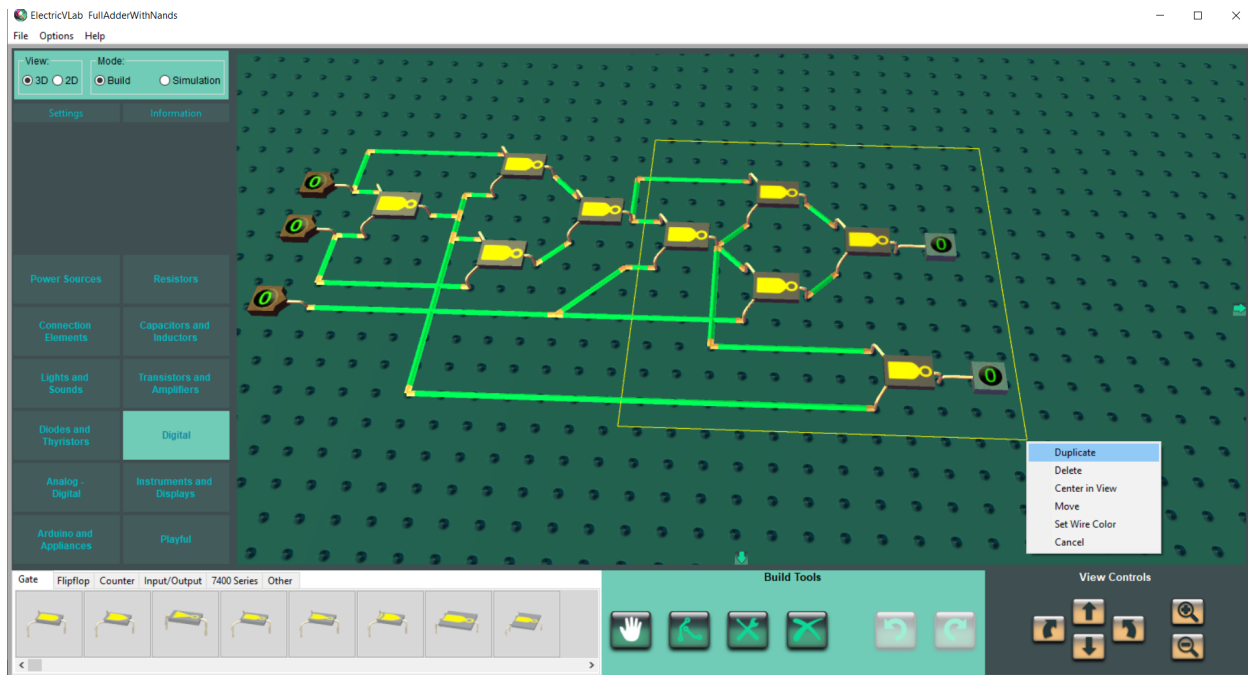 ElectricVLab FullAdderWithNands
File Options Help
View:
3D 2D
Mode:
Build Simulation
Settings Information
0
0
0
0
0
Power Sources
Resistors
Connection
Elements
Capacitors and
Inductors
Lights and
Sounds
Transistors and
Amplifiers
Diodes and
Thyristors
Digital
Analog -
Digital
Instruments and
Displays
Arduino and
Appliances
Playful
Duplicate
Delete
Center in View
Move
Set Wire Color
Cancel
Gate Flipflop Counter Input/Output 7400 Series Other
Build Tools
View Controls